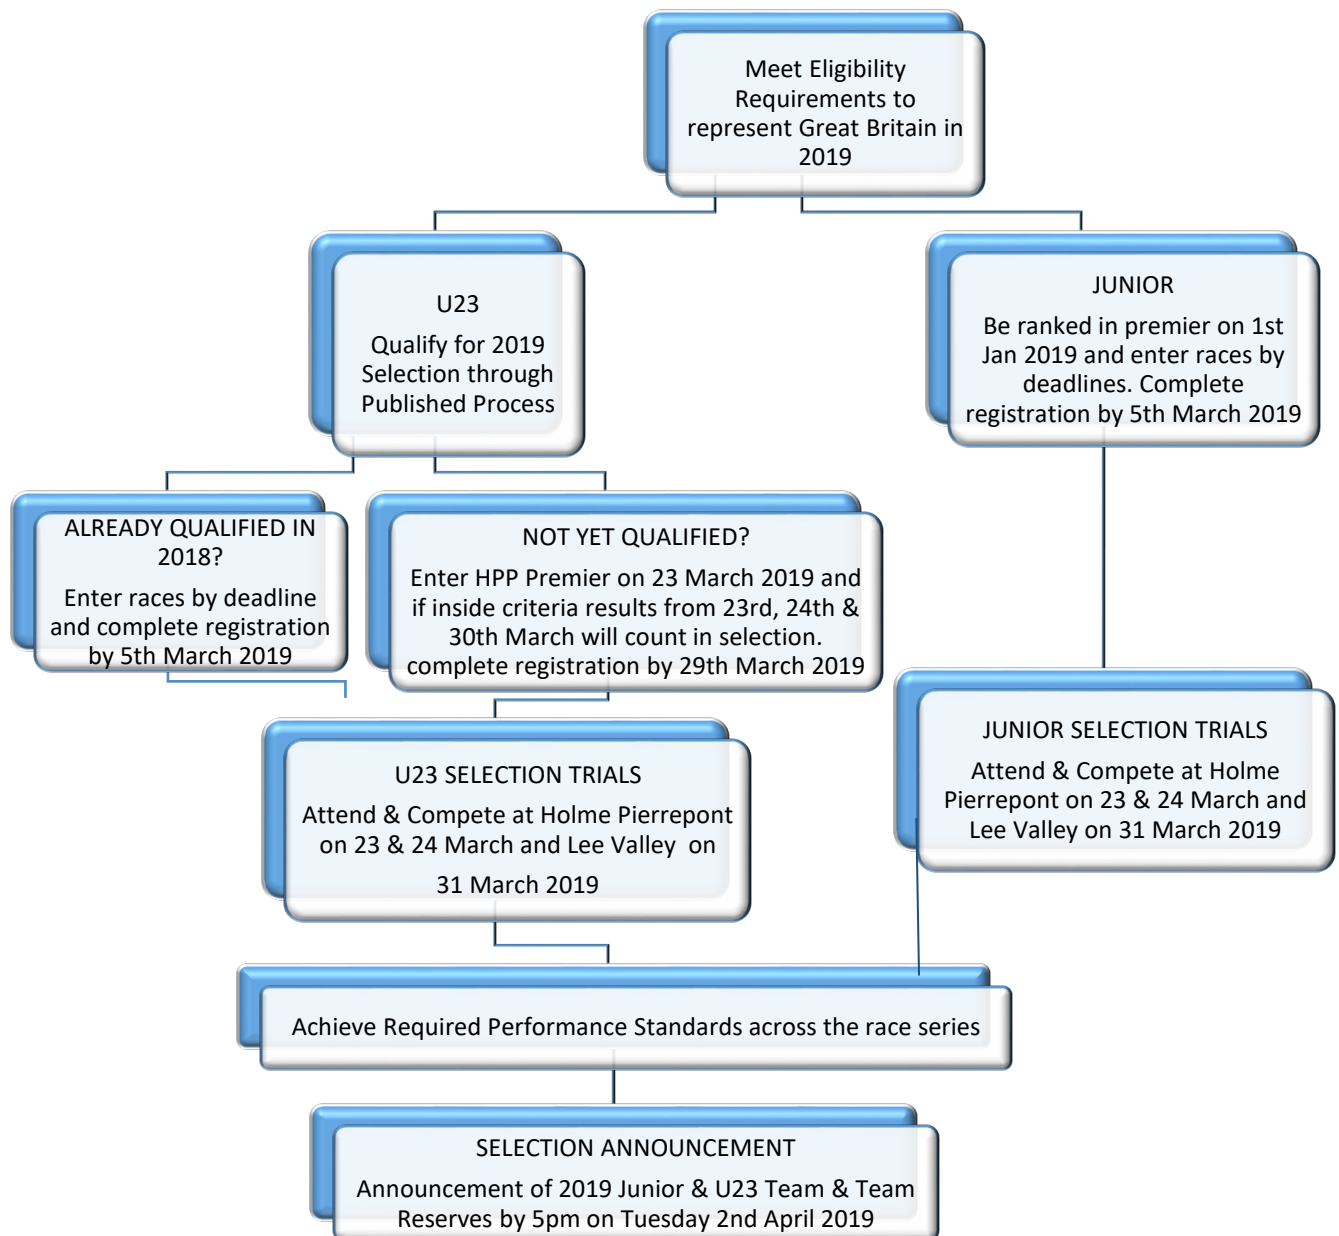 Meet Eligibility
Requirements to
represent Great Britain in
2019
U23
Qualify for 2019
Selection through
Published Process
JUNIOR
Be ranked in premier on 1st
Jan 2019 and enter races by
deadlines. Complete
registration by 5th March 2019
ALREADY QUALIFIED IN
2018?
Enter races by deadline
and complete registration
by 5th March 2019
NOT YET QUALIFIED?
Enter HPP Premier on 23 March 2019 and
if inside criteria results from 23rd, 24th &
30th March will count in selection.
complete registration by 29th March 2019
U23 SELECTION TRIALS
Attend & Compete at Holme Pierrepont
on 23 & 24 March and Lee Valley on
31 March 2019
JUNIOR SELECTION TRIALS
Attend & Compete at Holme
Pierrepont on 23 & 24 March and
Lee Valley on 31 March 2019
Achieve Required Performance Standards across the race series
SELECTION ANNOUNCEMENT
Announcement of 2019 Junior & U23 Team & Team
Reserves by 5pm on Tuesday 2nd April 2019